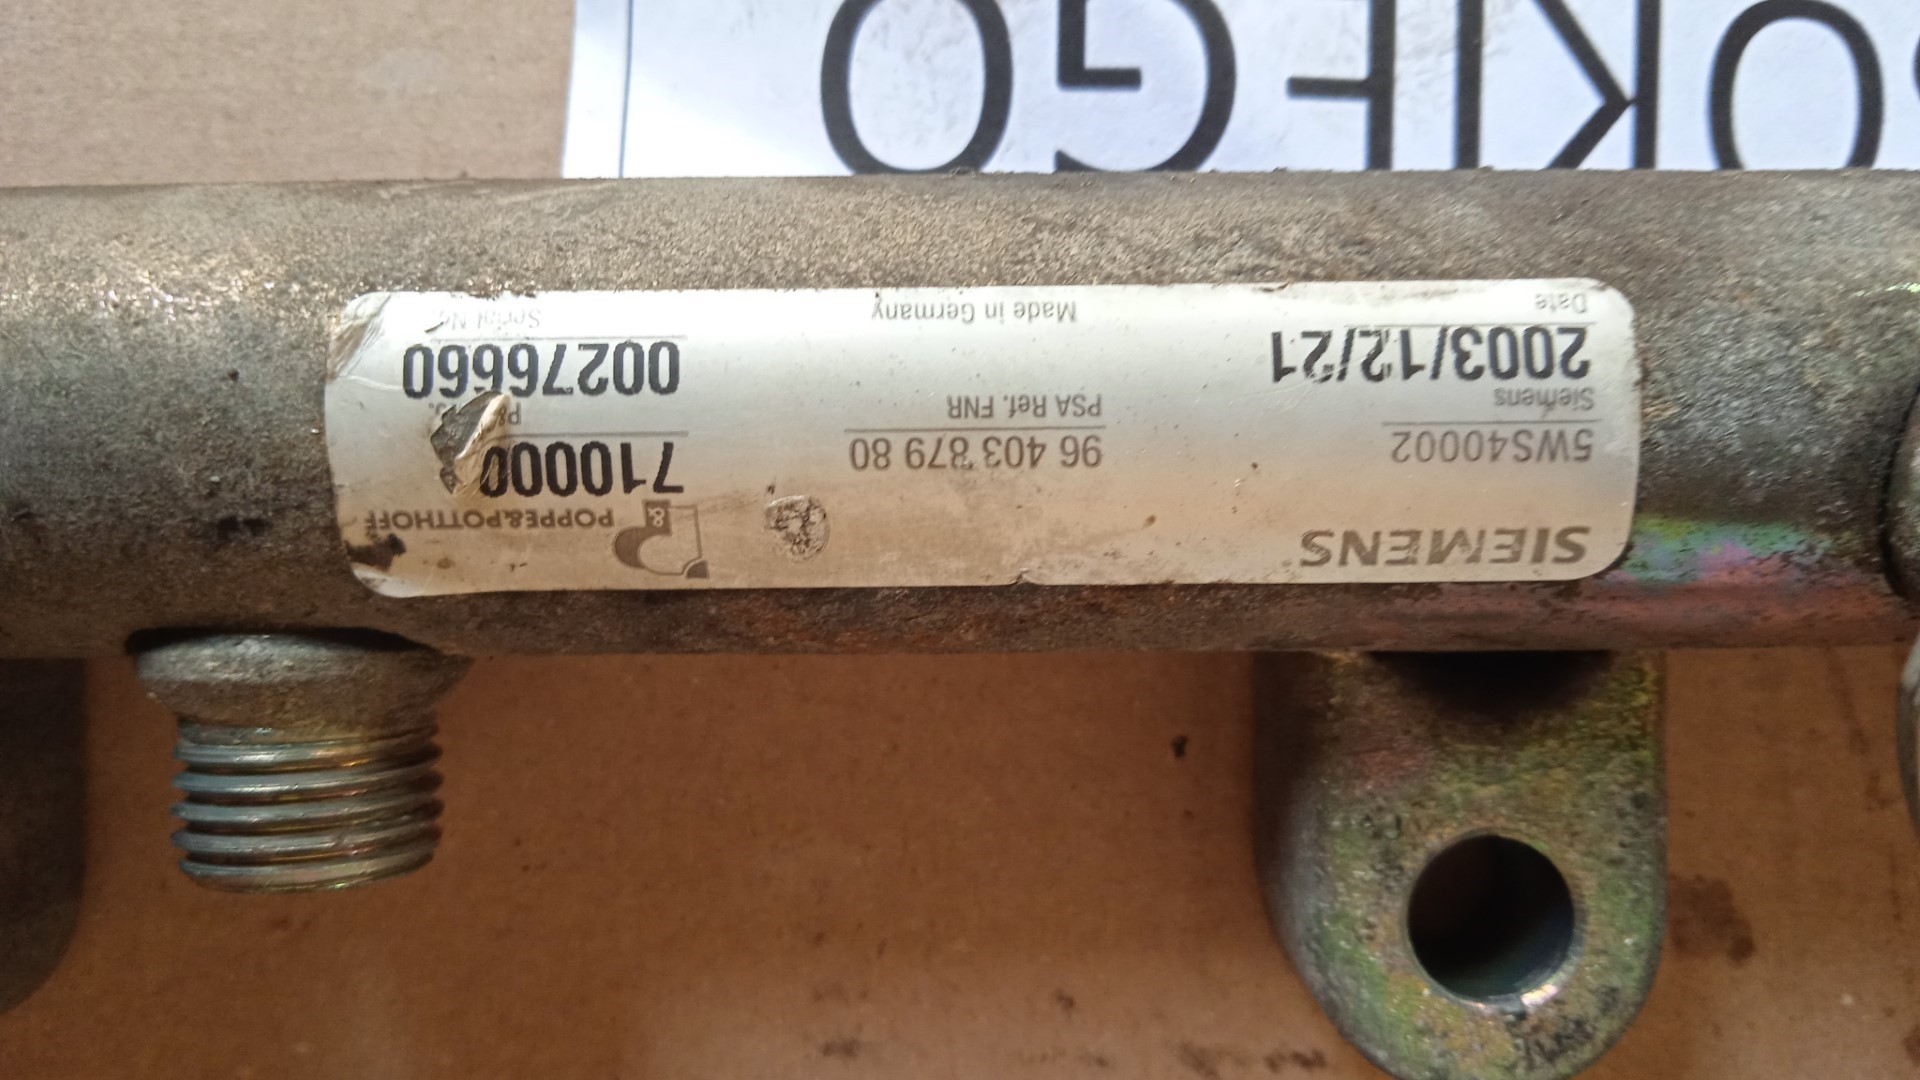 SIEMENS
POPPE&POTTHOFF
5WS40002
96 403 879 80
710000
Siemens
PSA Ref. FNR
2003/12/21
00276660
Date
Made in Germany
Serial No.
OKIEGO